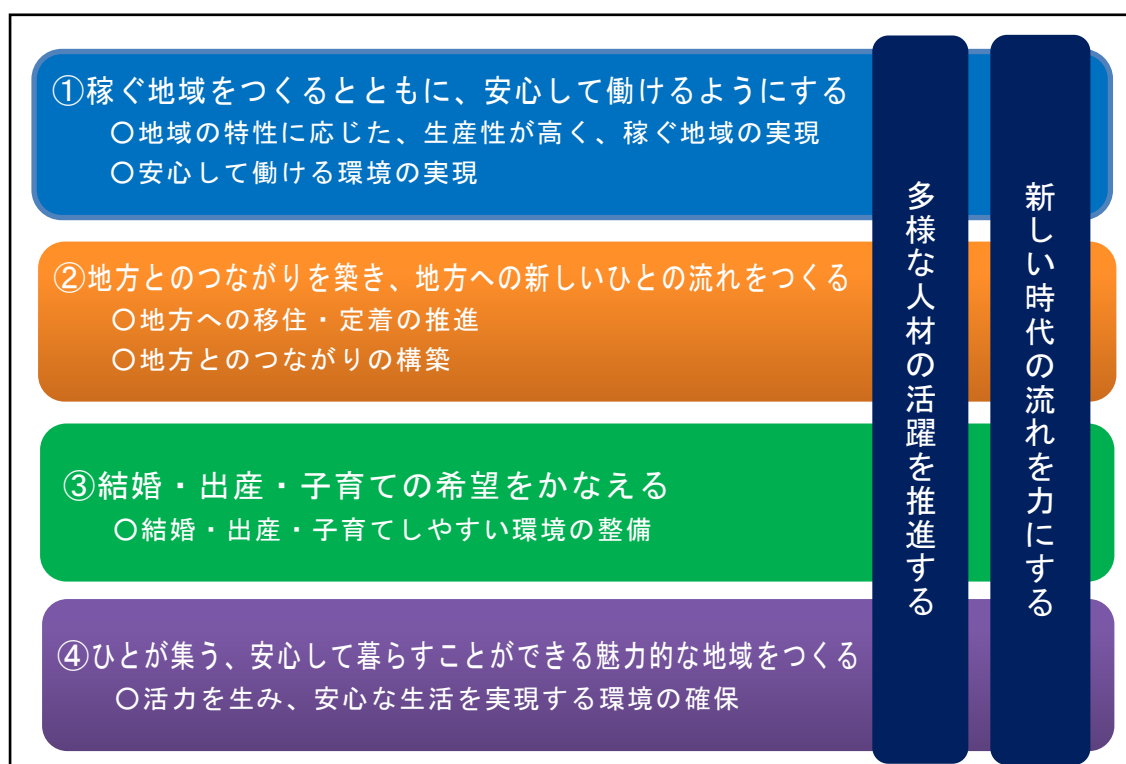 ①稼ぐ地域をつくるとともに、安心して働けるようにする
〇地域の特性に応じた、生産性が高く、稼ぐ地域の実現
〇安心して働ける環境の実現
②地方とのつながりを築き、地方への新しいひとの流れをつくる
〇地方への移住・定着の推進
〇地方とのつながりの構築
③結婚・出産・子育ての希望をかなえる
〇結婚・出産・子育てしやすい環境の整備
④ひとが集う、安心して暮らすことができる魅力的な地域をつくる
〇活力を生み、安心な生活を実現する環境の確保
多様な人材の活躍を推進する
新しい時代の流れを力にする